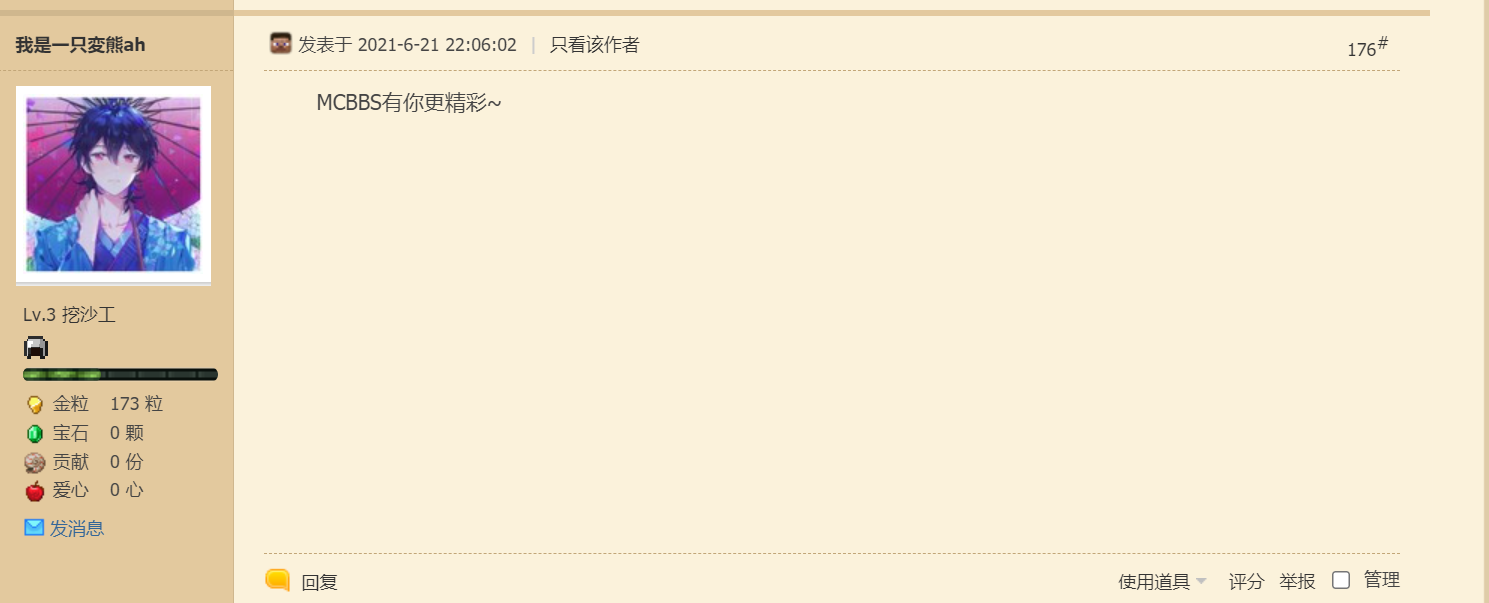 我是一只变熊ah
发表于 2021-6-21 22:06:02 | 只看该作者
176#
MCBBS有你更精彩~
Lv.3 挖沙工
金粒 173 粒
宝石 0 颗
贡献 0 份
爱心 0 心
发消息
回复
使用道具 评分 举报 管理